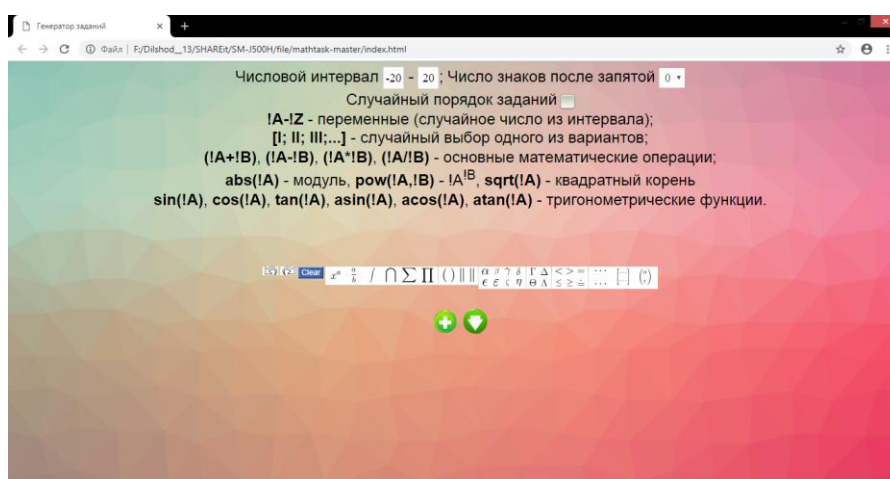 Генератор заданий
Файл | F:/Dilshod__13/SHAREit/SM-J500H/file/mathtask-master/index.html
Числовой интервал -20 - 20 ; Число знаков после запятой 0
Случайный порядок заданий
!A-!Z - переменные (случайное число из интервала);
[I; II; III;...] - случайный выбор одного из вариантов;
(!A+!B), (!A-!B), (!A*!B), (!A/!B) - основные математические операции;
abs(!A) - модуль, pow(!A,!B) - !A^!B, sqrt(!A) - квадратный корень
sin(!A), cos(!A), tan(!A), asin(!A), acos(!A), atan(!A) - тригонометрические функции.
Clear xᵃ a/b ∫ ⋂ ∑ ∏ ( ) || || α β γ δ Γ Δ < > = ...
ϵ ε ζ η Θ Λ ≤ ≥ ≐ ...